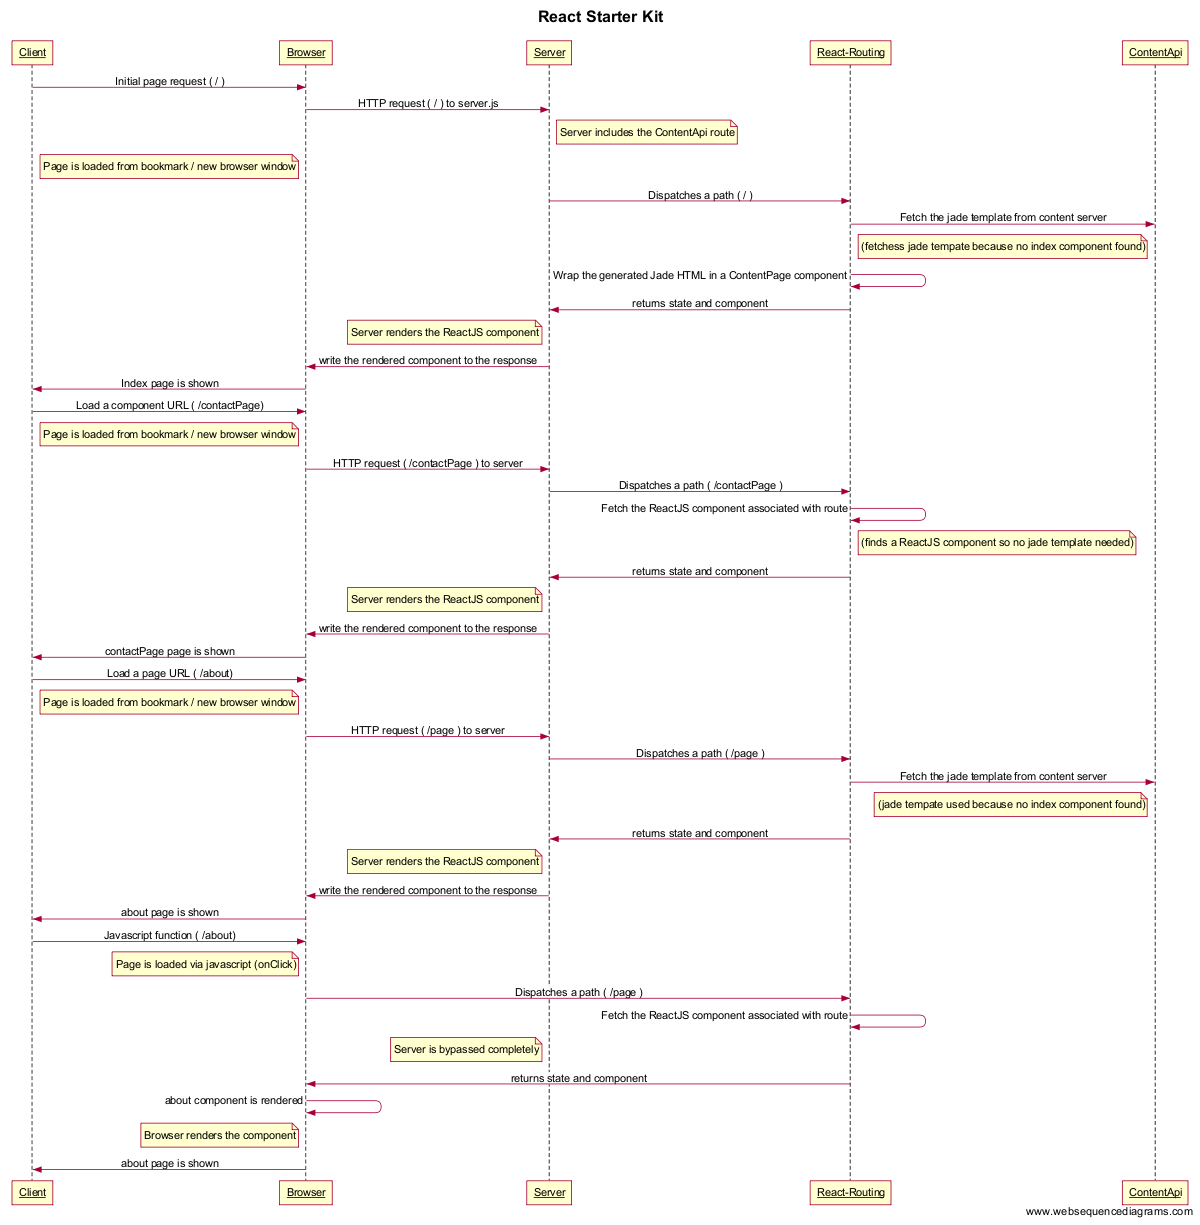 React Starter Kit
Client Browser Server React-Routing ContentApi
Initial page request ( / )
HTTP request ( / ) to server.js
Server includes the ContentApi route
Page is loaded from bookmark / new browser window
Dispatches a path ( / )
Fetch the jade template from content server
(fetchess jade tempate because no index component found)
Wrap the generated Jade HTML in a ContentPage component
returns state and component
Server renders the ReactJS component
write the rendered component to the response
Index page is shown
Load a component URL ( /contactPage)
Page is loaded from bookmark / new browser window
HTTP request ( /contactPage ) to server
Dispatches a path ( /contactPage )
Fetch the ReactJS component associated with route
(finds a ReactJS component so no jade template needed)
returns state and component
Server renders the ReactJS component
write the rendered component to the response
contactPage page is shown
Load a page URL ( /about)
Page is loaded from bookmark / new browser window
HTTP request ( /page ) to server
Dispatches a path ( /page )
Fetch the jade template from content server
(jade tempate used because no index component found)
returns state and component
Server renders the ReactJS component
write the rendered component to the response
about page is shown
Javascript function ( /about)
Page is loaded via javascript (onClick)
Dispatches a path ( /page )
Fetch the ReactJS component associated with route
Server is bypassed completely
returns state and component
about component is rendered
Browser renders the component
about page is shown
Client Browser Server React-Routing ContentApi
www.websequencediagrams.com